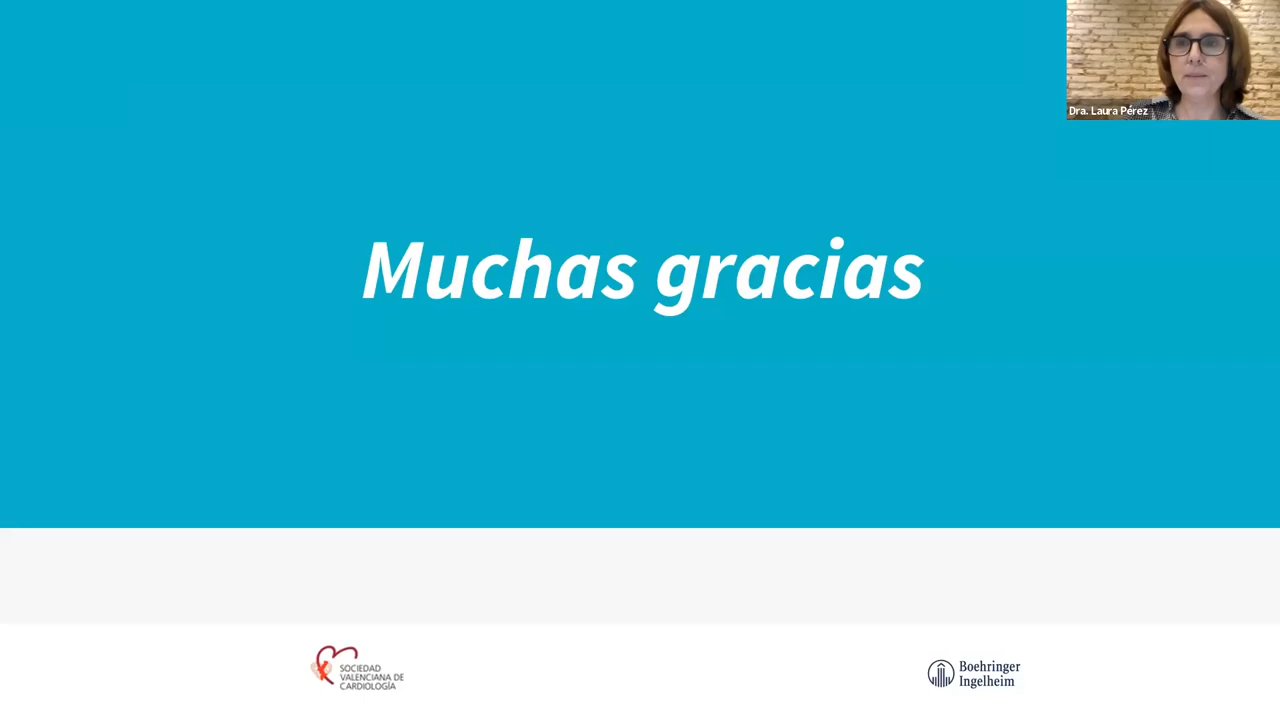 Dra. Laura Pérez
Muchas gracias
SOCIEDAD
VALENCIANA DE
CARDIOLOGÍA
Boehringer
Ingelheim